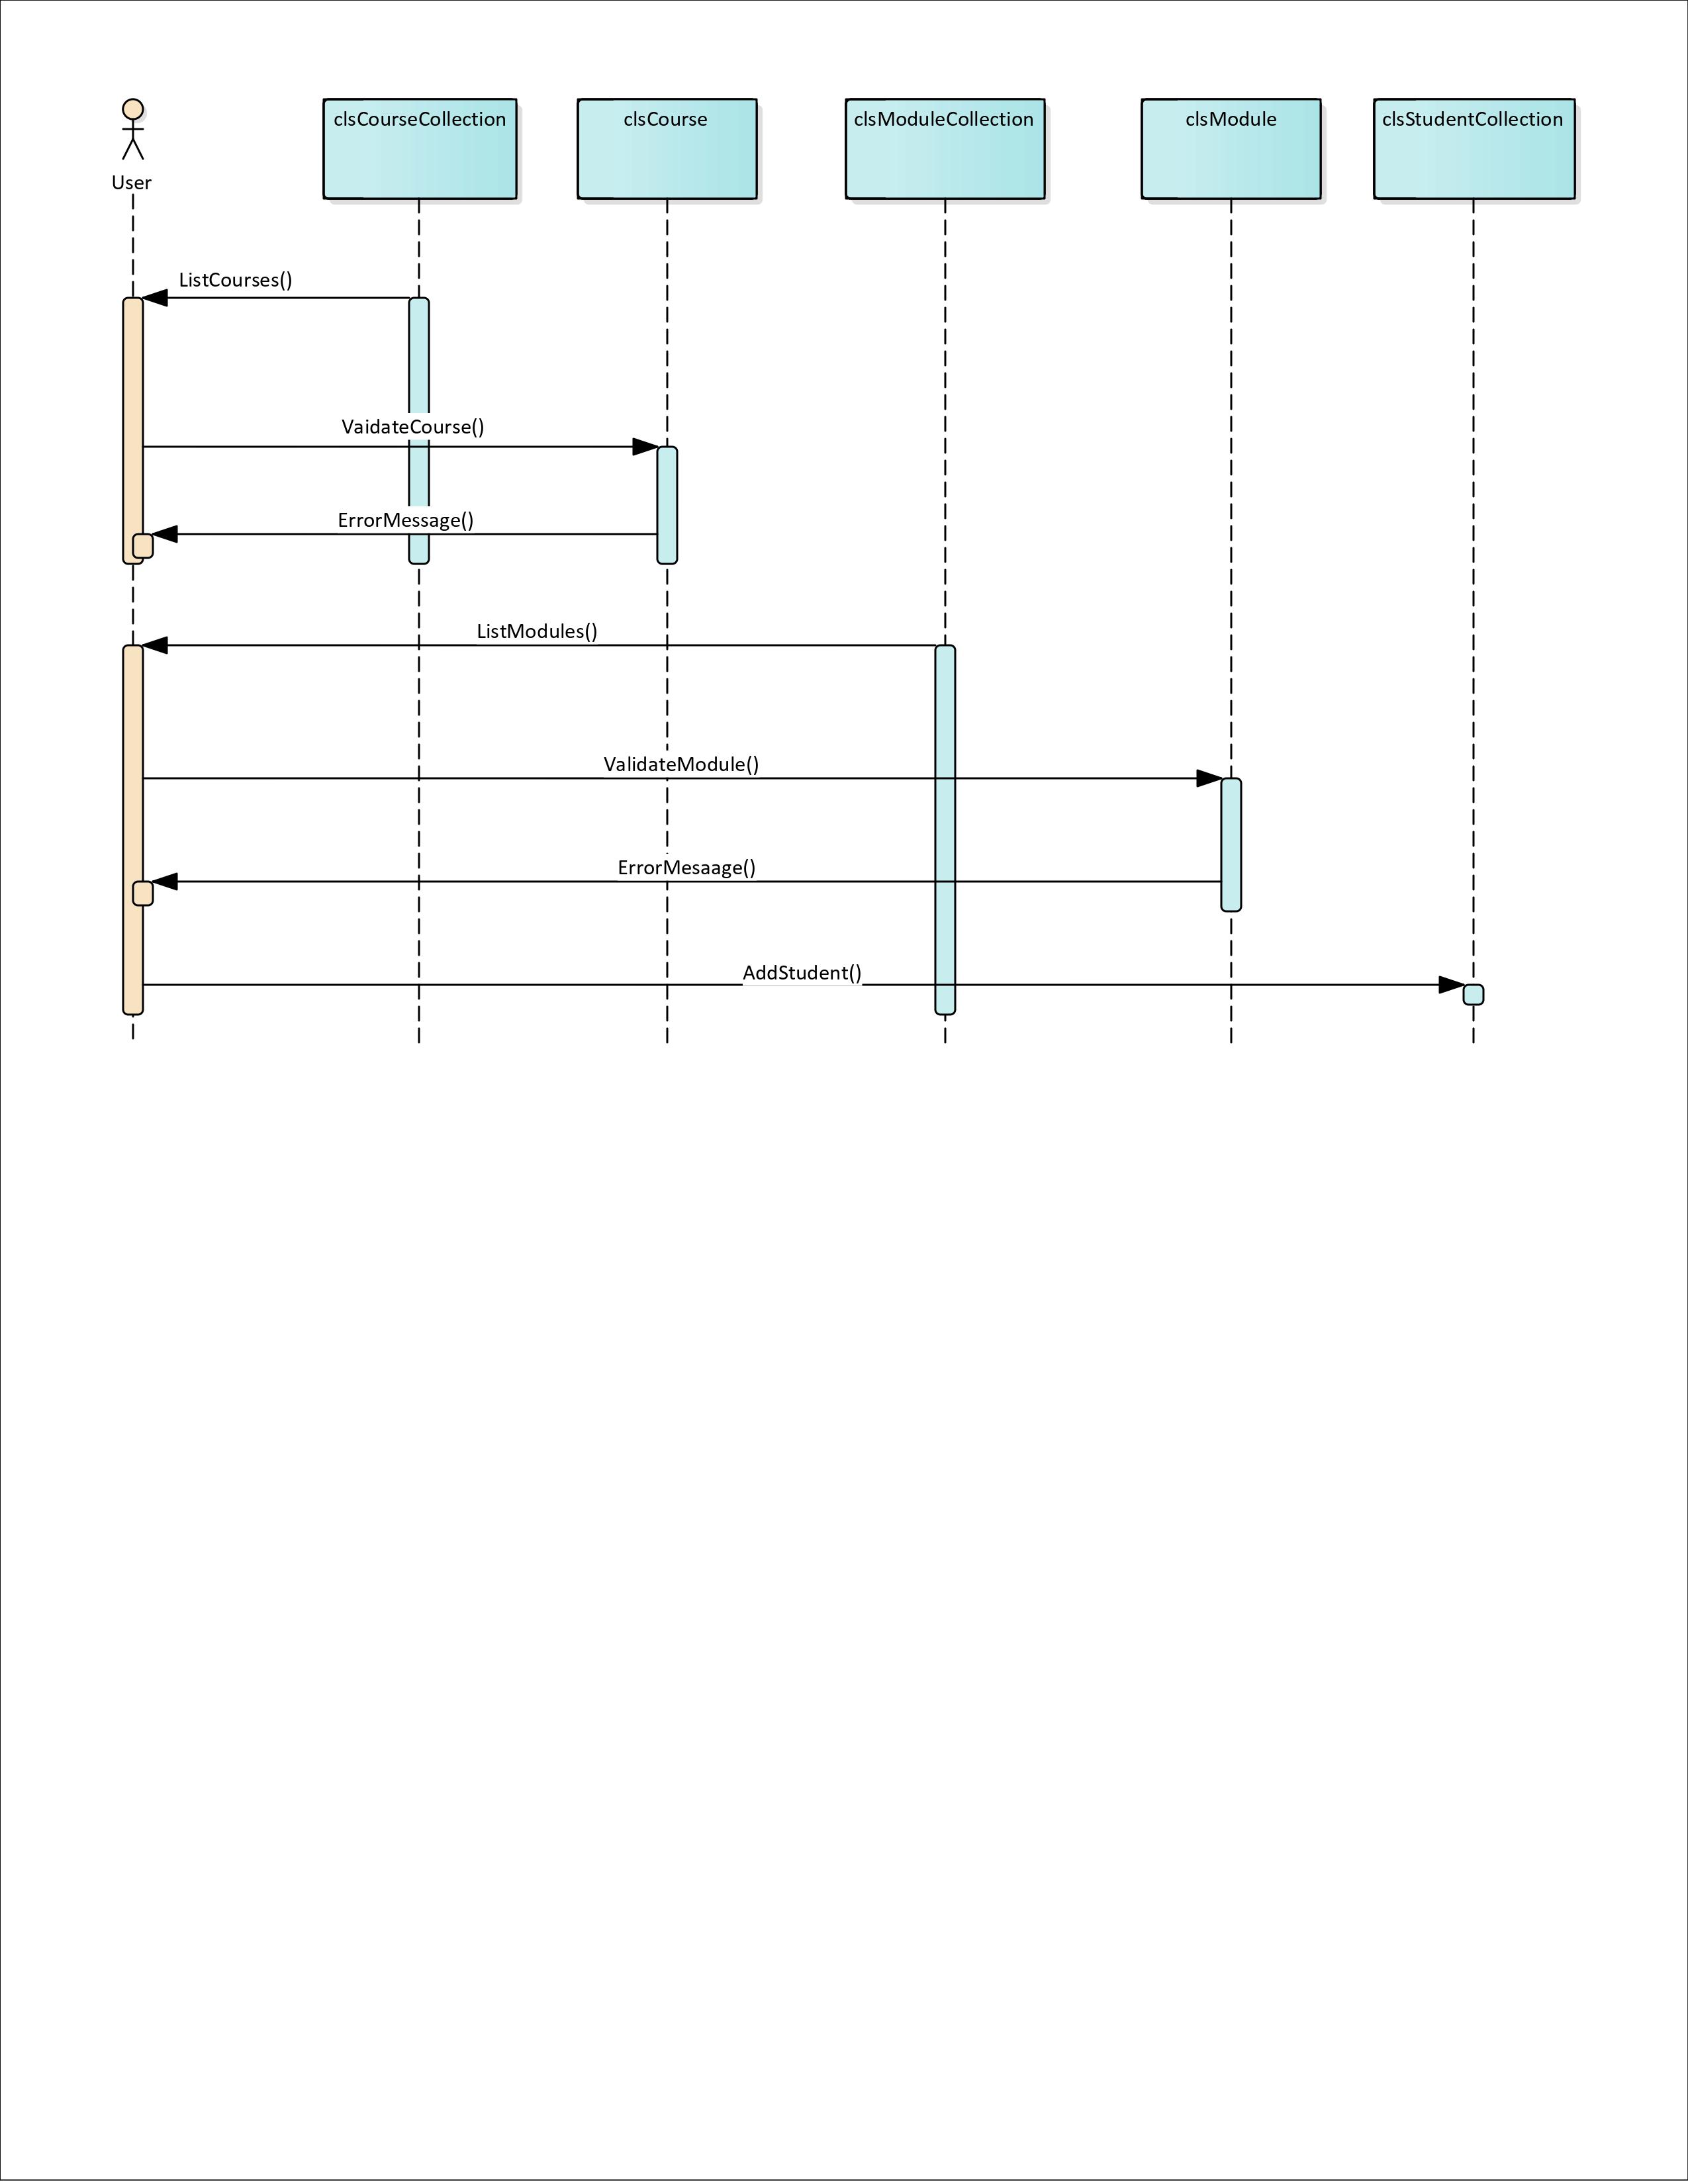 clsCourseCollection
clsCourse
clsModuleCollection
clsModule
clsStudentCollection
User
ListCourses()
VaidateCourse()
ErrorMessage()
ListModules()
ValidateModule()
ErrorMesaage()
AddStudent()